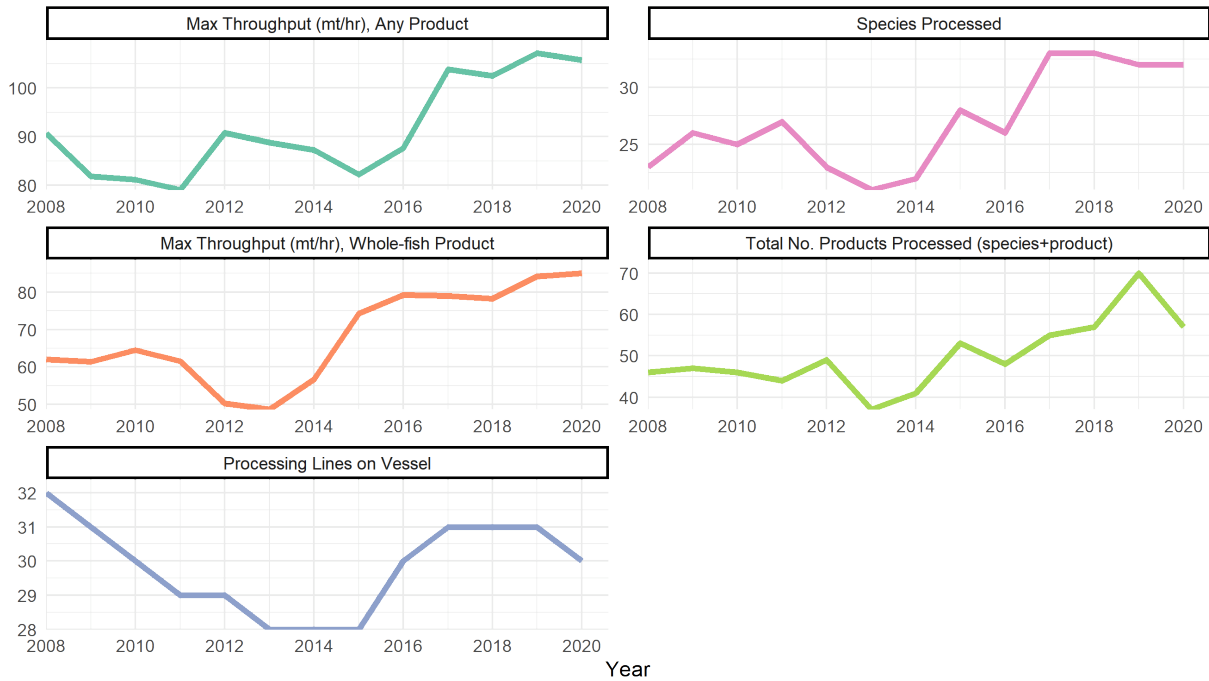 Max Throughput (mt/hr), Any Product
100
90
80
2008 2010 2012 2014 2016 2018 2020
Species Processed
30
25
2008 2010 2012 2014 2016 2018 2020
Max Throughput (mt/hr), Whole-fish Product
80
70
60
50
2008 2010 2012 2014 2016 2018 2020
Total No. Products Processed (species+product)
70
60
50
40
2008 2010 2012 2014 2016 2018 2020
Processing Lines on Vessel
32
31
30
29
28
2008 2010 2012 2014 2016 2018 2020
Year